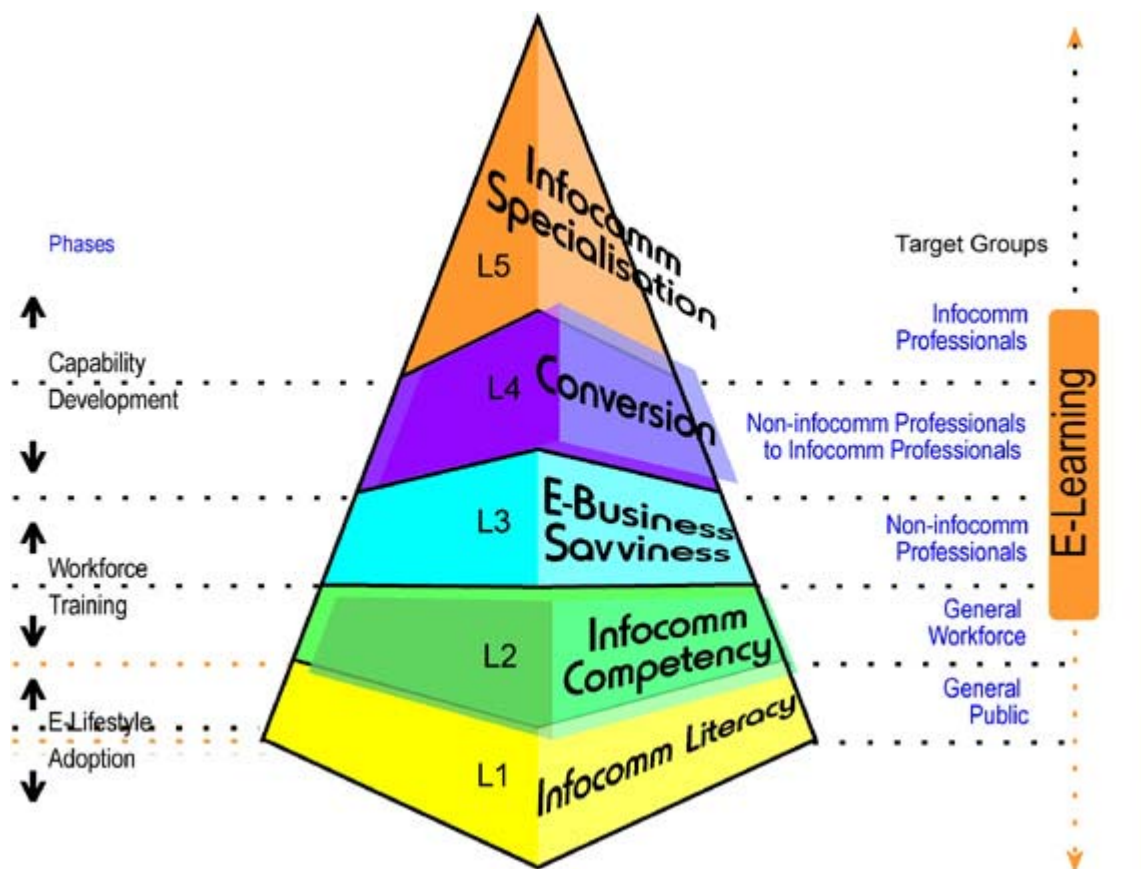 Phases
Capability
Development
Workforce
Training
E-Lifestyle
Adoption
Infocomm
Specialisation
L5
L4
Conversion
L3
E-Business
Savviness
L2
Infocomm
Competency
L1
Infocomm Literacy
Target Groups
Infocomm
Professionals
Non-infocomm Professionals
to Infocomm Professionals
Non-infocomm
Professionals
General
Workforce
General
Public
E-Learning